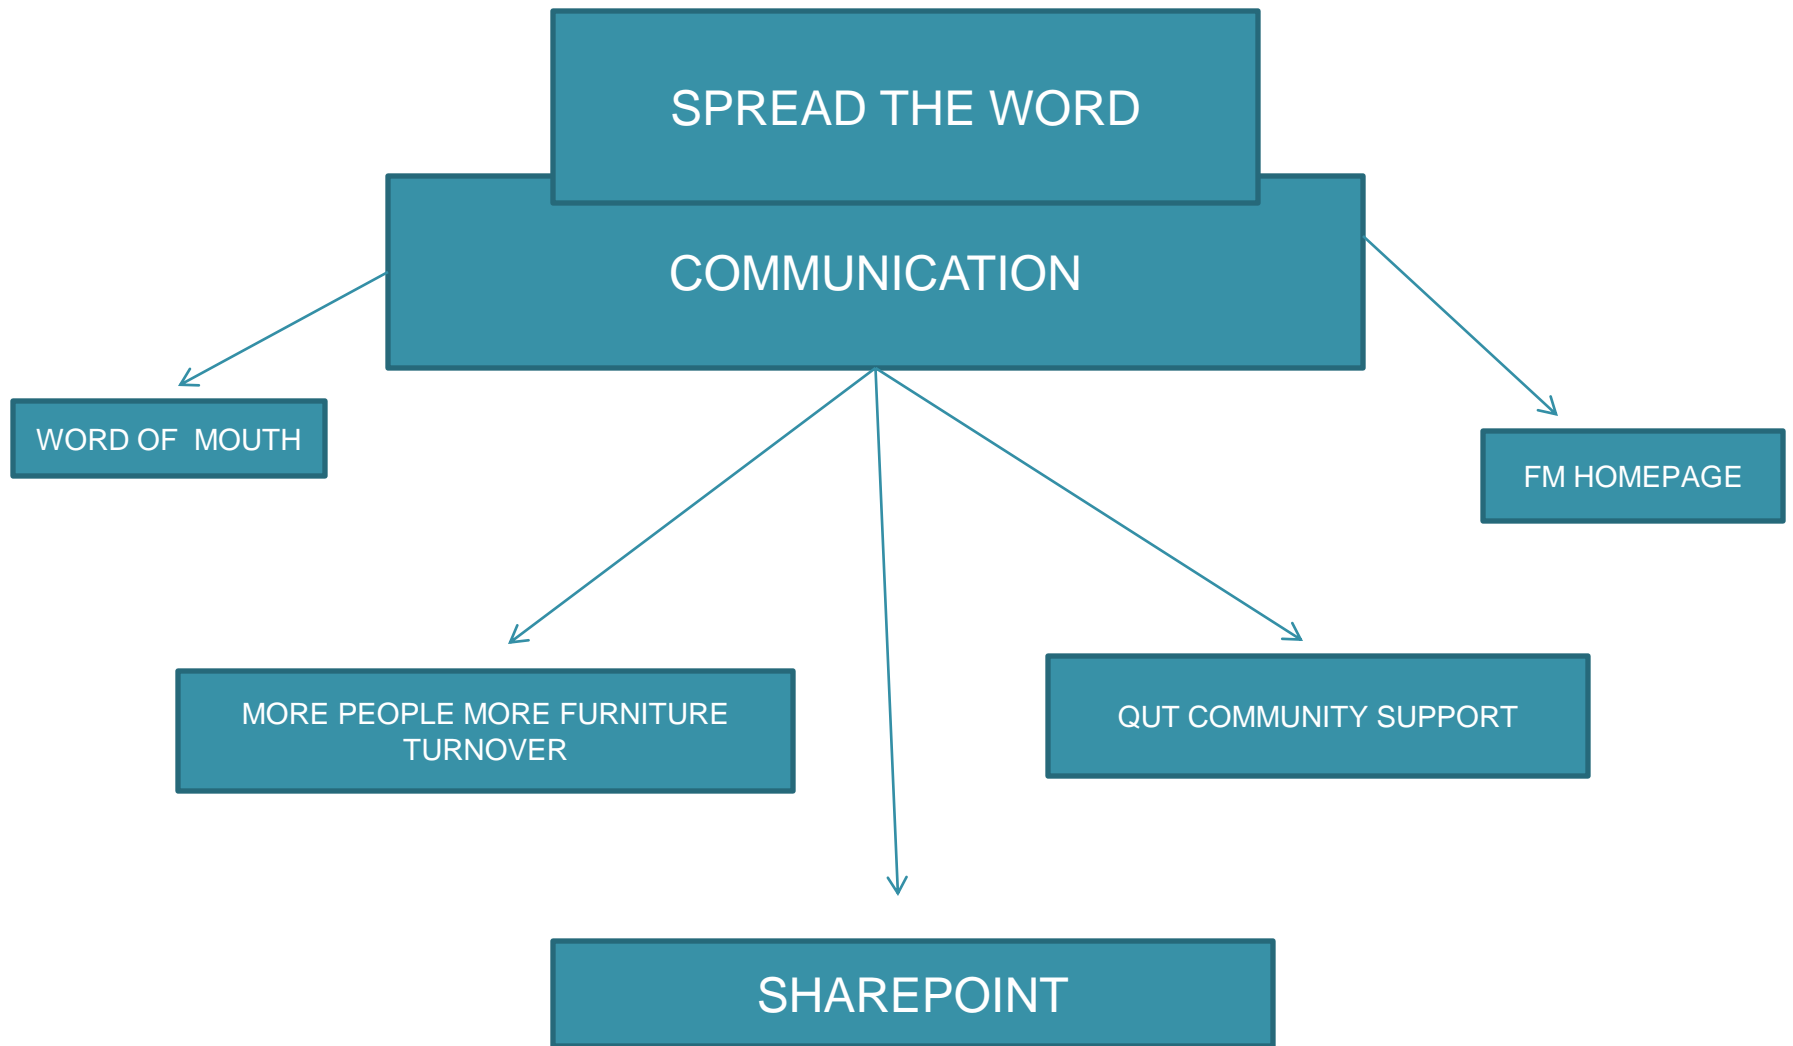 SPREAD THE WORD
COMMUNICATION
WORD OF  MOUTH
FM HOMEPAGE
MORE PEOPLE MORE FURNITURE
TURNOVER
QUT COMMUNITY SUPPORT
SHAREPOINT